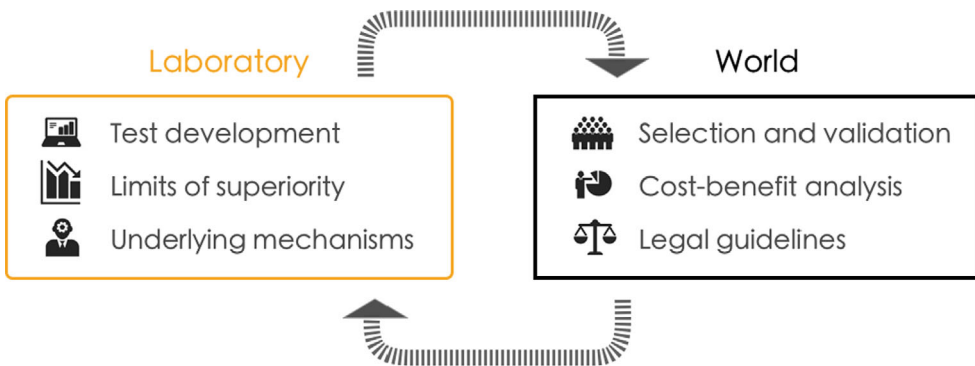 Laboratory
Test development
Limits of superiority
Underlying mechanisms
World
Selection and validation
Cost-benefit analysis
Legal guidelines